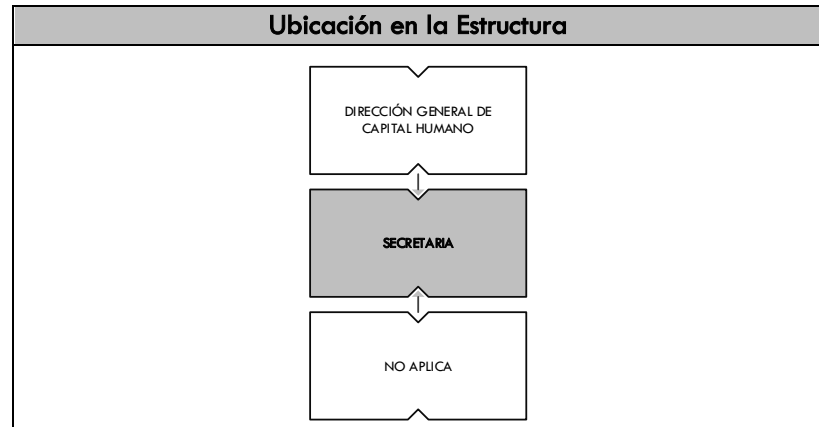 Ubicación en la Estructura
DIRECCIÓN GENERAL DE
CAPITAL HUMANO
SECRETARIA
NO APLICA